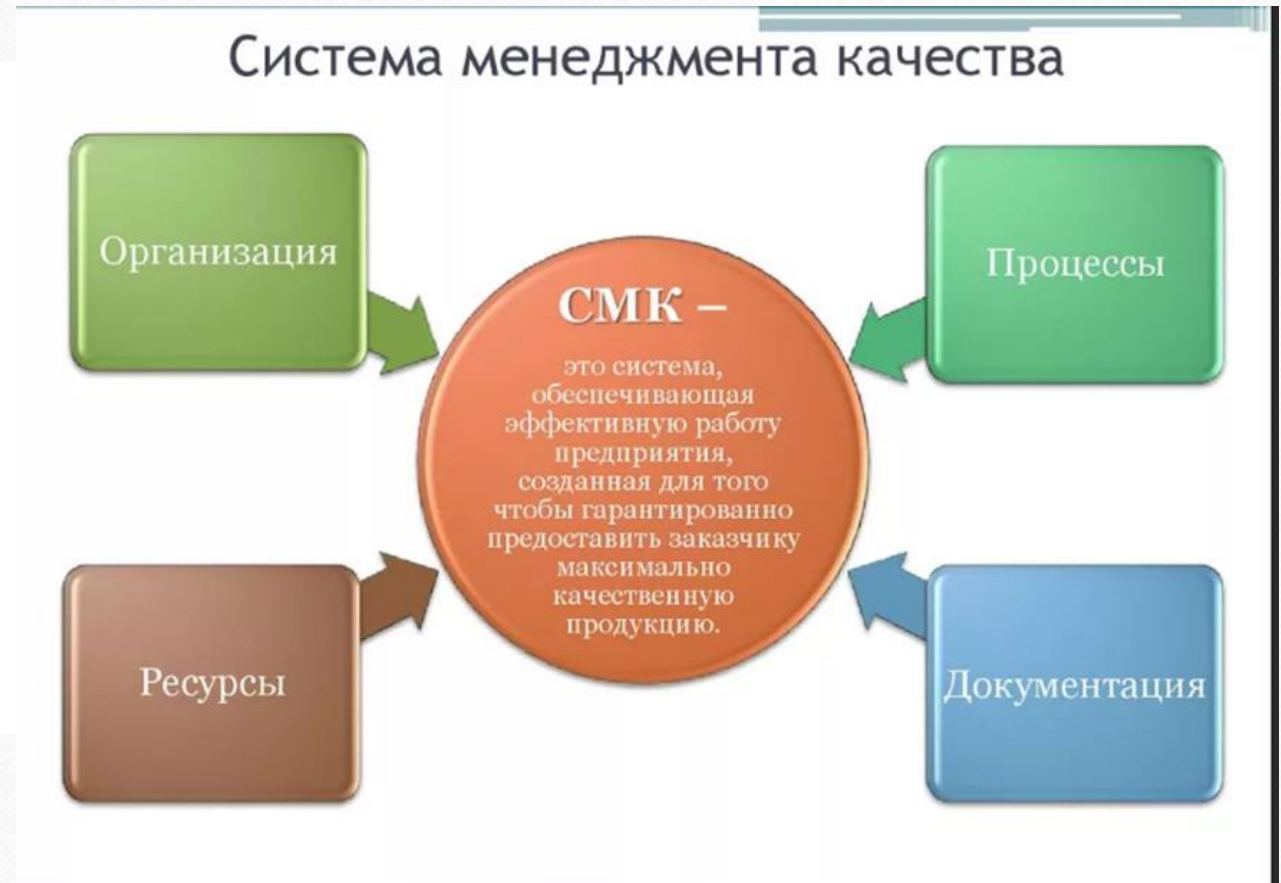 Система менеджмента качества
Организация
Процессы
СМК –
это система,
обеспечивающая
эффективную работу
предприятия,
созданная для того
чтобы гарантированно
предоставить заказчику
максимально
качественную
продукцию.
Ресурсы
Документация